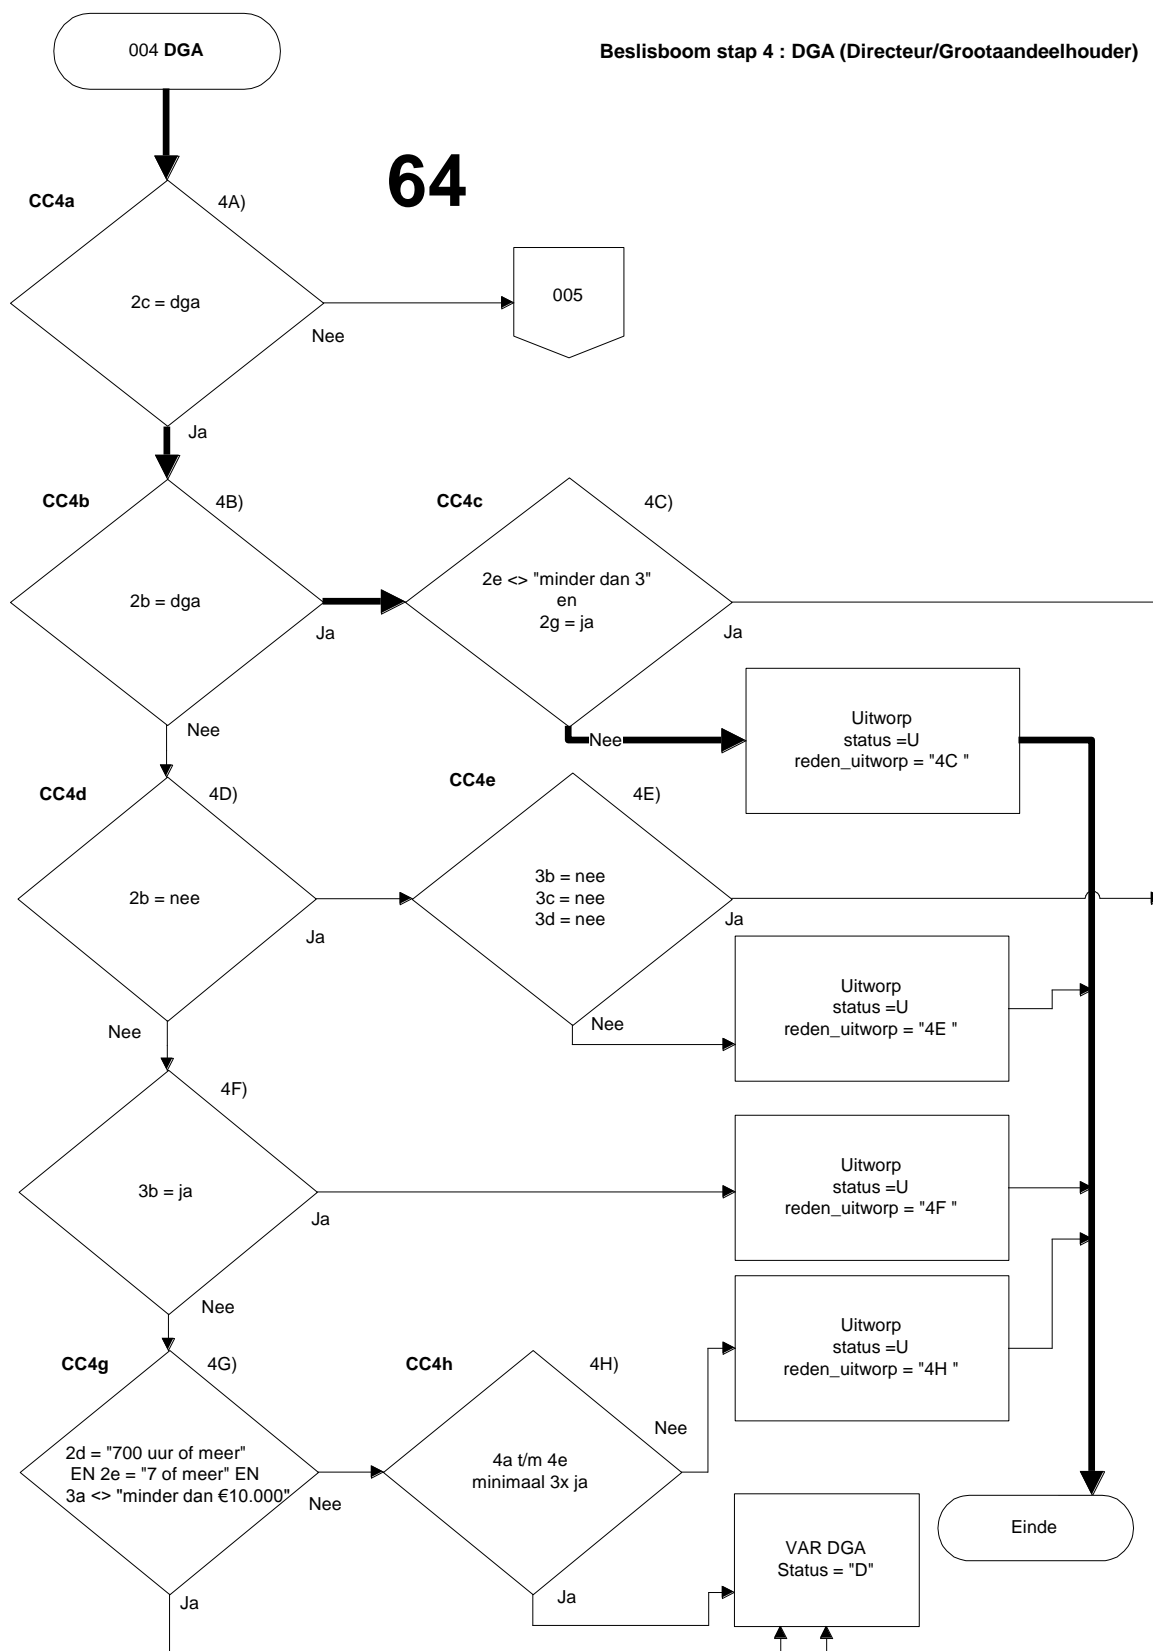 004 DGA
Beslisboom stap 4 : DGA (Directeur/Grootaandeelhouder)
64
CC4a
4A)
2c = dga
005
Nee
Ja
CC4b
4B)
2b = dga
Ja
CC4c
4C)
2e <> "minder dan 3"
en
2g = ja
Ja
Nee
Nee
Uitworp
status =U
reden_uitworp = "4C "
CC4d
4D)
2b = nee
Ja
CC4e
4E)
3b = nee
3c = nee
3d = nee
Ja
Nee
Nee
Uitworp
status =U
reden_uitworp = "4E "
4F)
3b = ja
Ja
Uitworp
status =U
reden_uitworp = "4F "
Nee
CC4g
4G)
2d = "700 uur of meer"
EN 2e = "7 of meer" EN
3a <> "minder dan €10.000"
Nee
CC4h
4H)
4a t/m 4e
minimaal 3x ja
Nee
Uitworp
status =U
reden_uitworp = "4H "
Ja
Ja
VAR DGA
Status = "D"
Einde